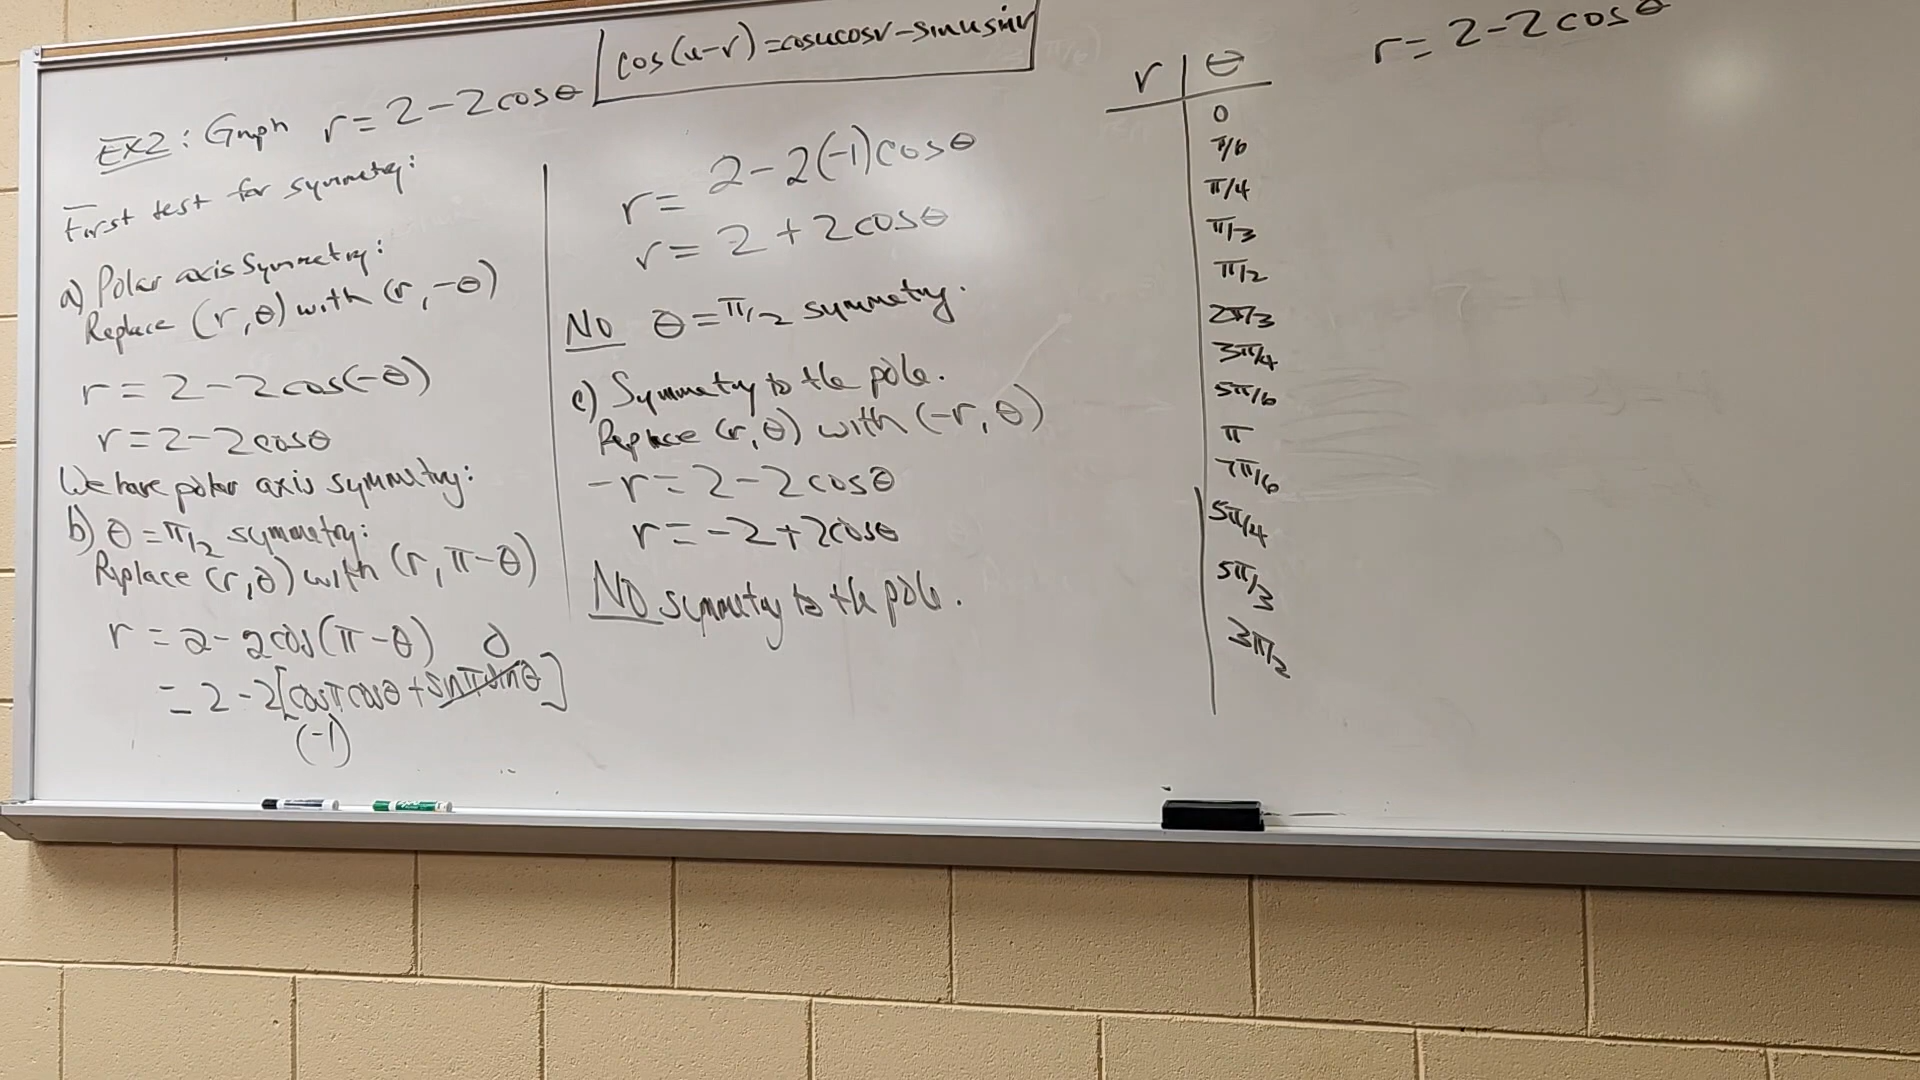 cos(u-v)=cosucosv-sinusinv
EX2: Graph r=2-2cosθ
First test for symmetry:
a) Polar axis Symmetry:
Replace (r,θ) with (r,-θ)
r=2-2cos(-θ)
r=2-2cosθ
We have polar axis symmetry:
b) θ=π/2 symmetry:
Replace (r,θ) with (r,π-θ)
r=2-2cos(π-θ) 0
=2-2[cosπcosθ+sinπsinθ]
(-1)
r=2-2(-1)cosθ
r=2+2cosθ
NO θ=π/2 symmetry.
c) Symmetry to the pole.
Replace (r,θ) with (-r,θ)
-r=2-2cosθ
r=-2+2cosθ
NO symmetry to the pole.
r θ
0
π/6
π/4
π/3
π/2
2π/3
3π/4
5π/6
π
7π/6
5π/4
5π/3
3π/2
r=2-2cosθ